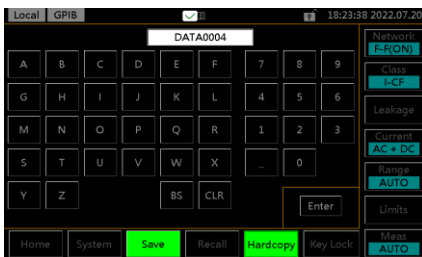 Local GPIB 18:23:38 2022.07.20
DATA0004
A B C D E F 7 8 9
G H I J K L 4 5 6
M N O P Q R 1 2 3
S T U V W X _ 0
Y Z BS CLR Enter
Network
F-F(ON)
Class
I-CF
Leakage
Current
AC + DC
Range
AUTO
Limits
Meas
AUTO
Home System Save Recall Hardcopy Key Lock